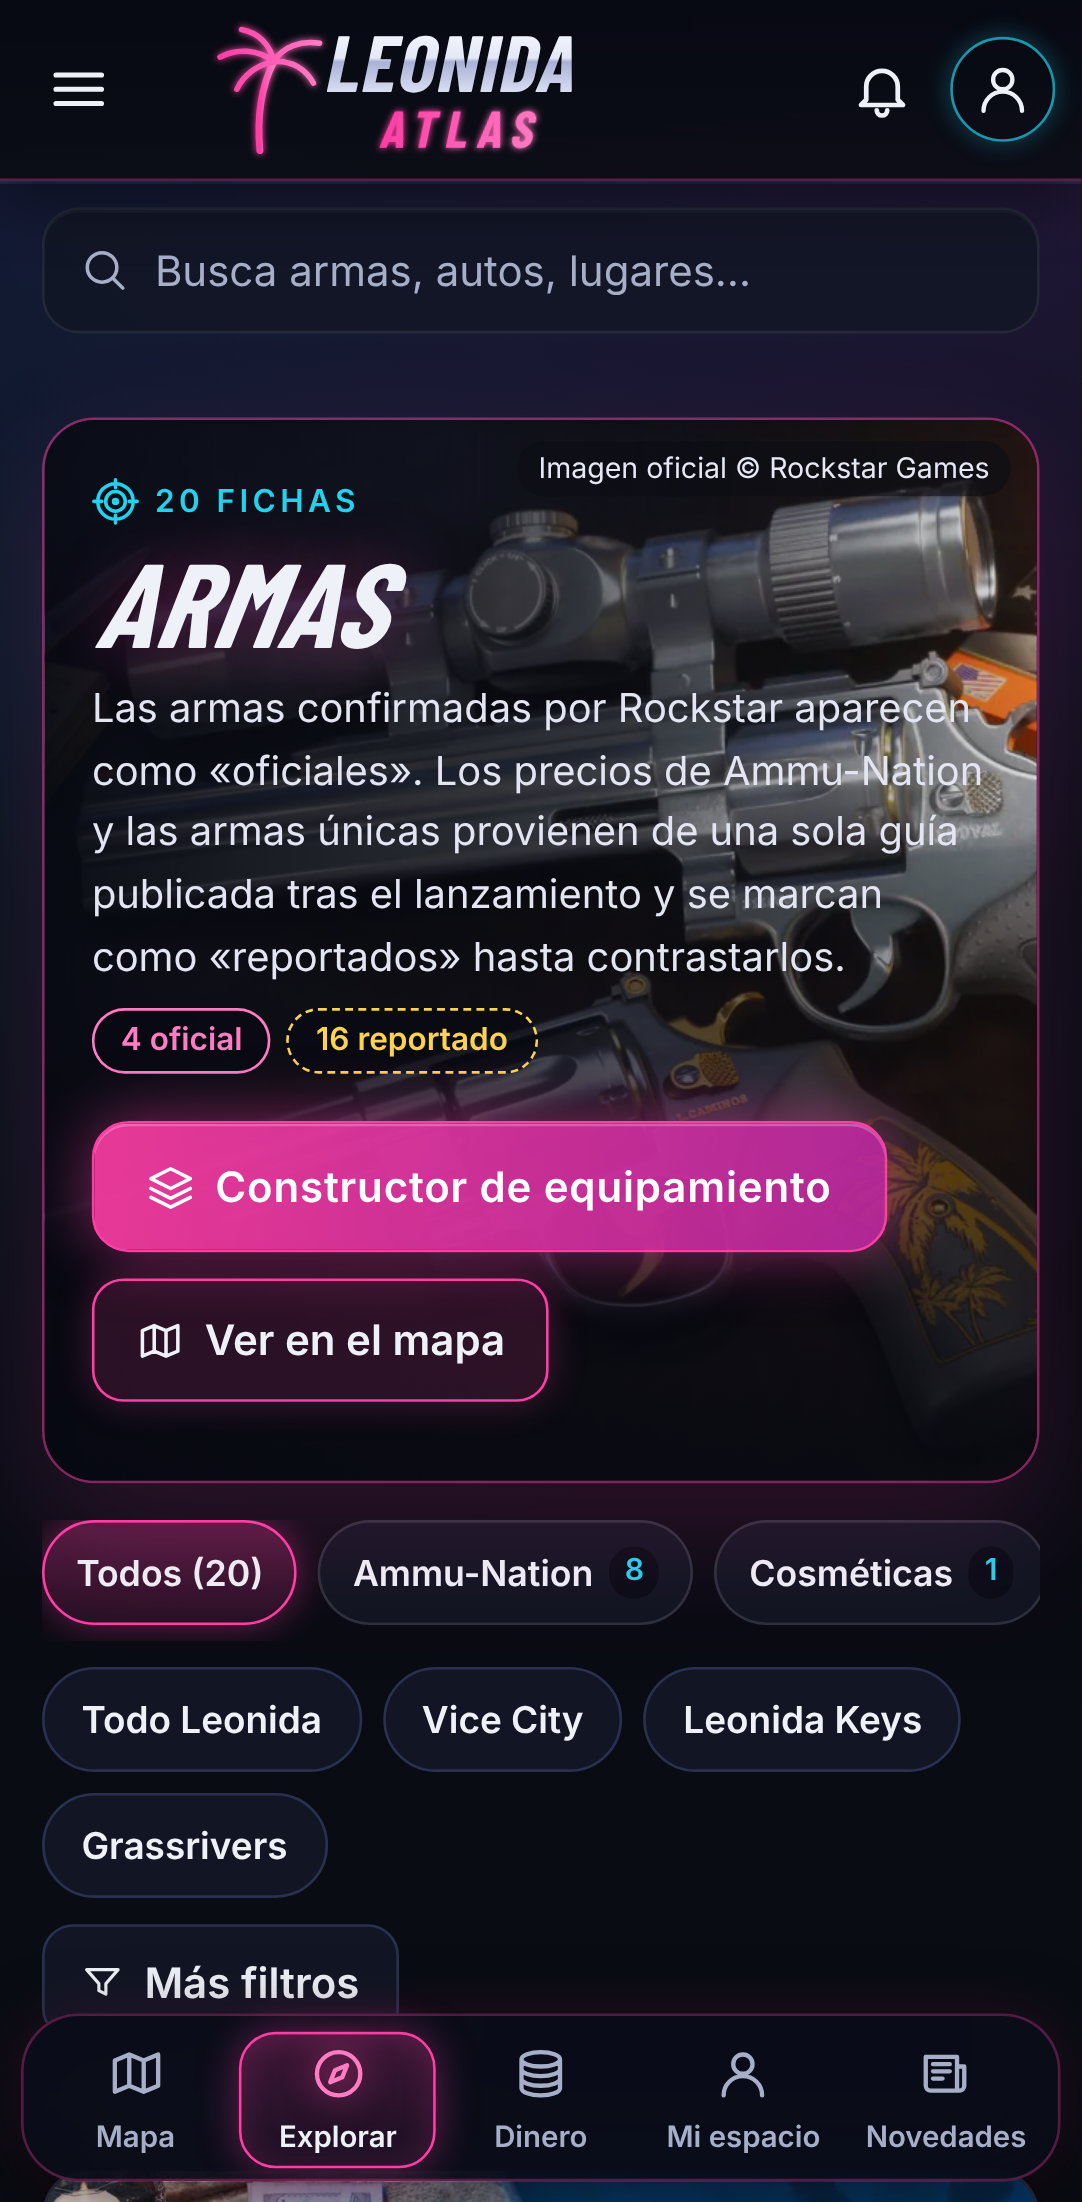 LEONIDA
ATLAS
Busca armas, autos, lugares...
Imagen oficial © Rockstar Games
20 FICHAS
ARMAS
Las armas confirmadas por Rockstar aparecen
como «oficiales». Los precios de Ammu-Nation
y las armas únicas provienen de una sola guía
publicada tras el lanzamiento y se marcan
como «reportados» hasta contrastarlos.
4 oficial 16 reportado
L.CAMINOS
Constructor de equipamiento
Ver en el mapa
Todos (20) Ammu-Nation 8 Cosméticas 1
Todo Leonida Vice City Leonida Keys
Grassrivers
Más filtros
Mapa Explorar Dinero Mi espacio Novedades